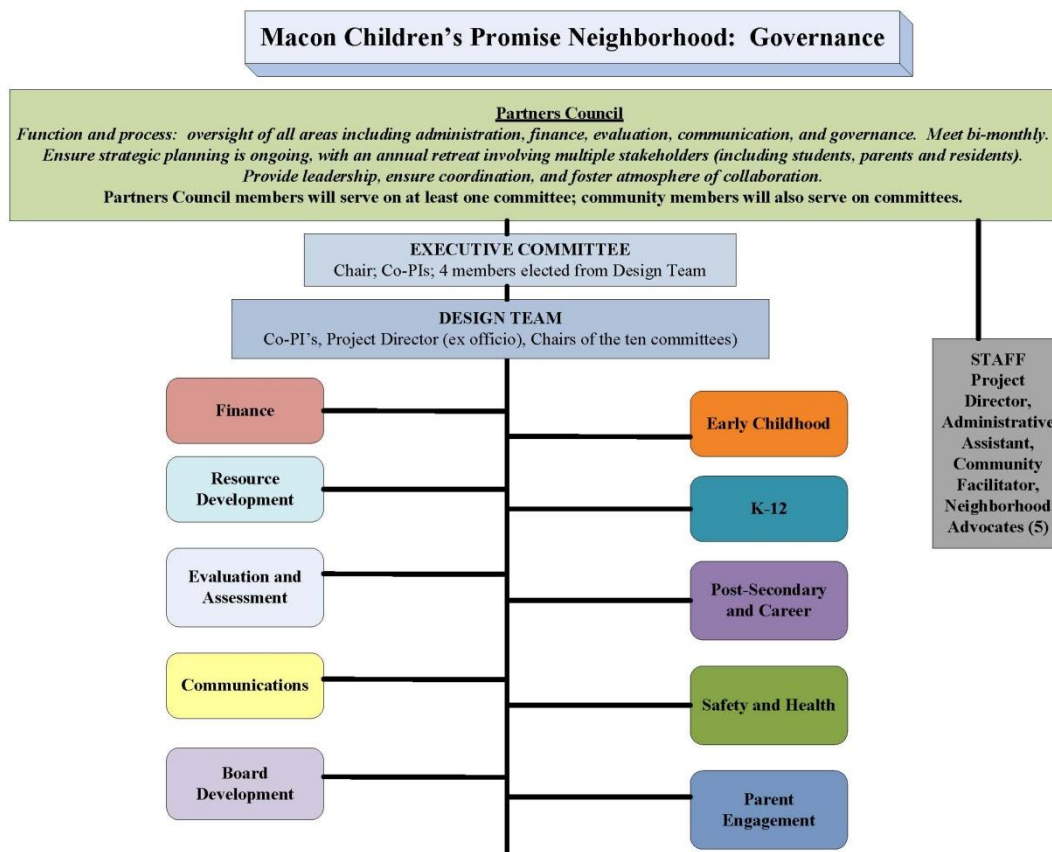 Macon Children's Promise Neighborhood:  Governance
Partners Council
Function and process:  oversight of all areas including administration, finance, evaluation, communication, and governance.  Meet bi-monthly.
Ensure strategic planning is ongoing, with an annual retreat involving multiple stakeholders (including students, parents and residents).
Provide leadership, ensure coordination, and foster atmosphere of collaboration.
Partners Council members will serve on at least one committee; community members will also serve on committees.
EXECUTIVE COMMITTEE
Chair; Co-PIs; 4 members elected from Design Team
DESIGN TEAM
Co-PI's, Project Director (ex officio), Chairs of the ten committees)
STAFF
Project
Director,
Administrative
Assistant,
Community
Facilitator,
Neighborhood
Advocates (5)
Finance
Early Childhood
Resource
Development
K-12
Evaluation and
Assessment
Post-Secondary
and Career
Communications
Safety and Health
Board
Development
Parent
Engagement